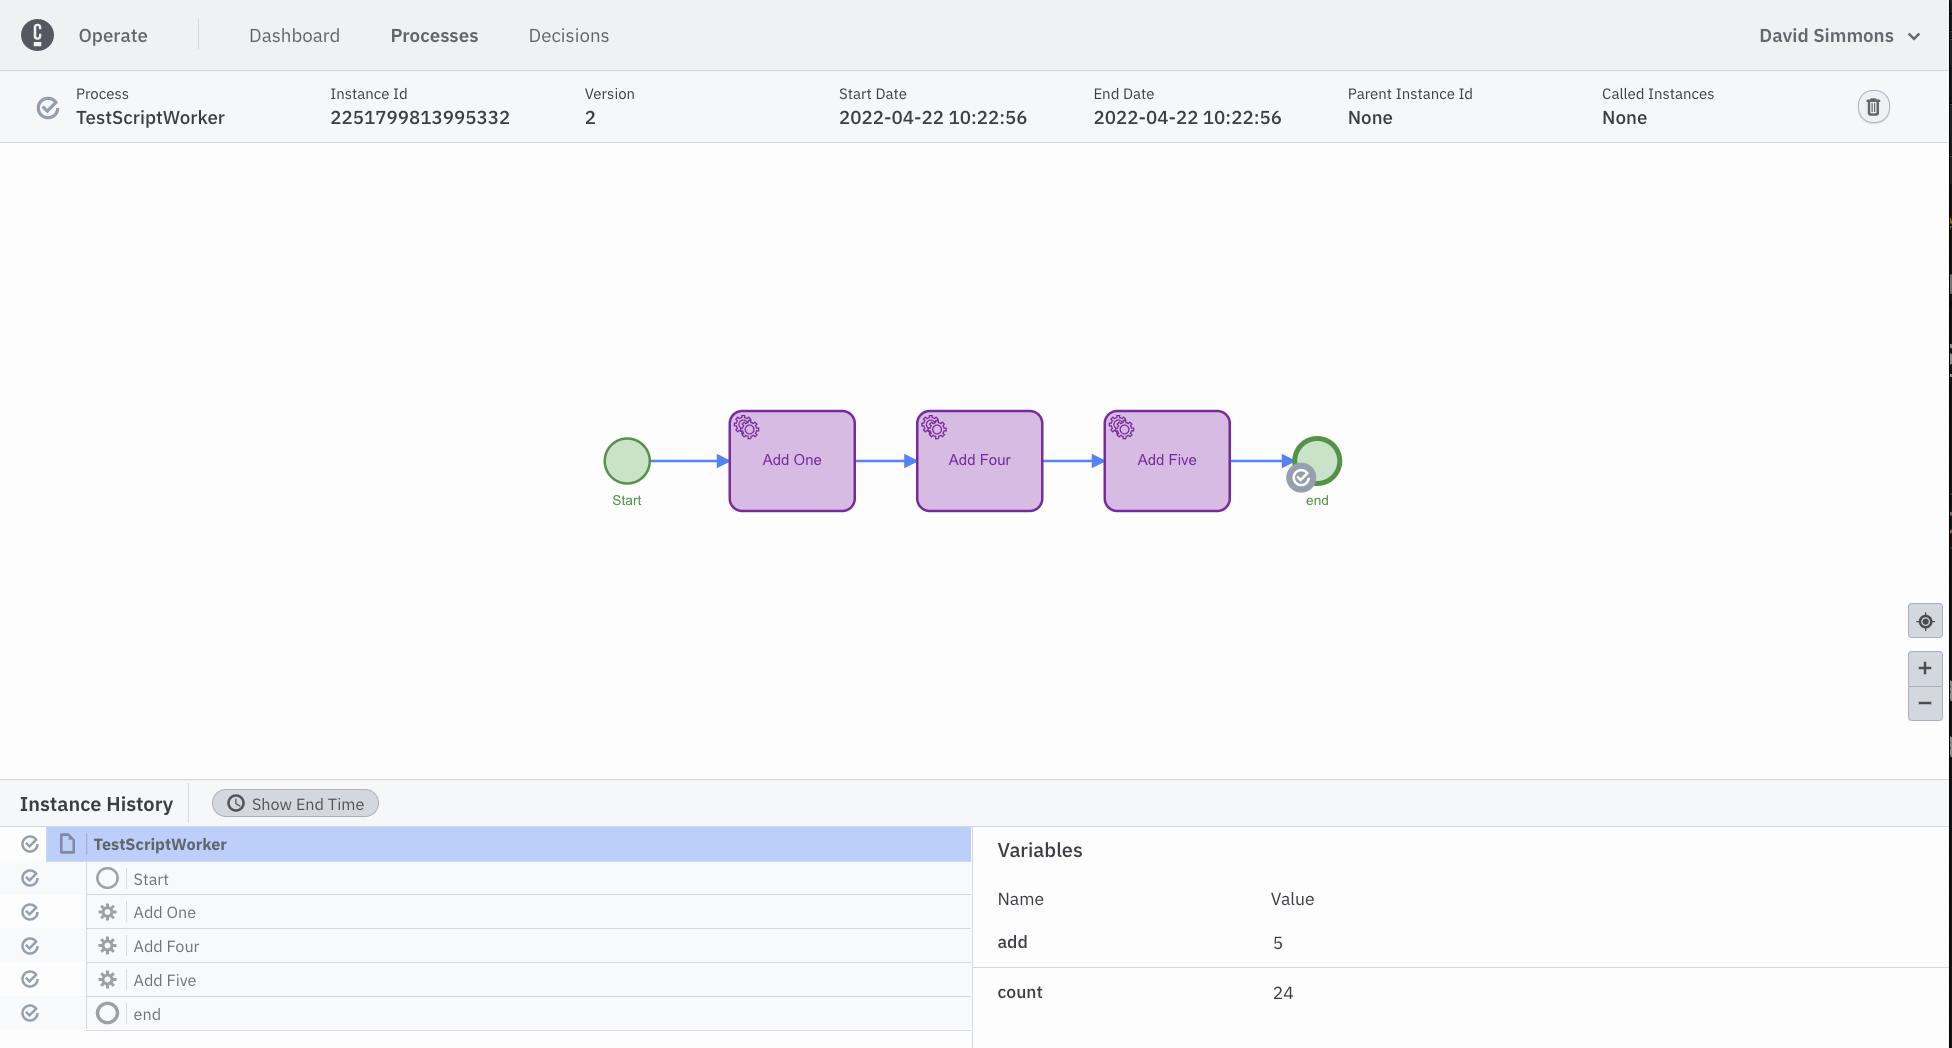 Operate
Dashboard
Processes
Decisions
David Simmons
Process
TestScriptWorker
Instance Id
2251799813995332
Version
2
Start Date
2022-04-22 10:22:56
End Date
2022-04-22 10:22:56
Parent Instance Id
None
Called Instances
None
Start
Add One
Add Four
Add Five
end
Instance History
Show End Time
TestScriptWorker
Start
Add One
Add Four
Add Five
end
Variables
Name Value
add 5
count 24